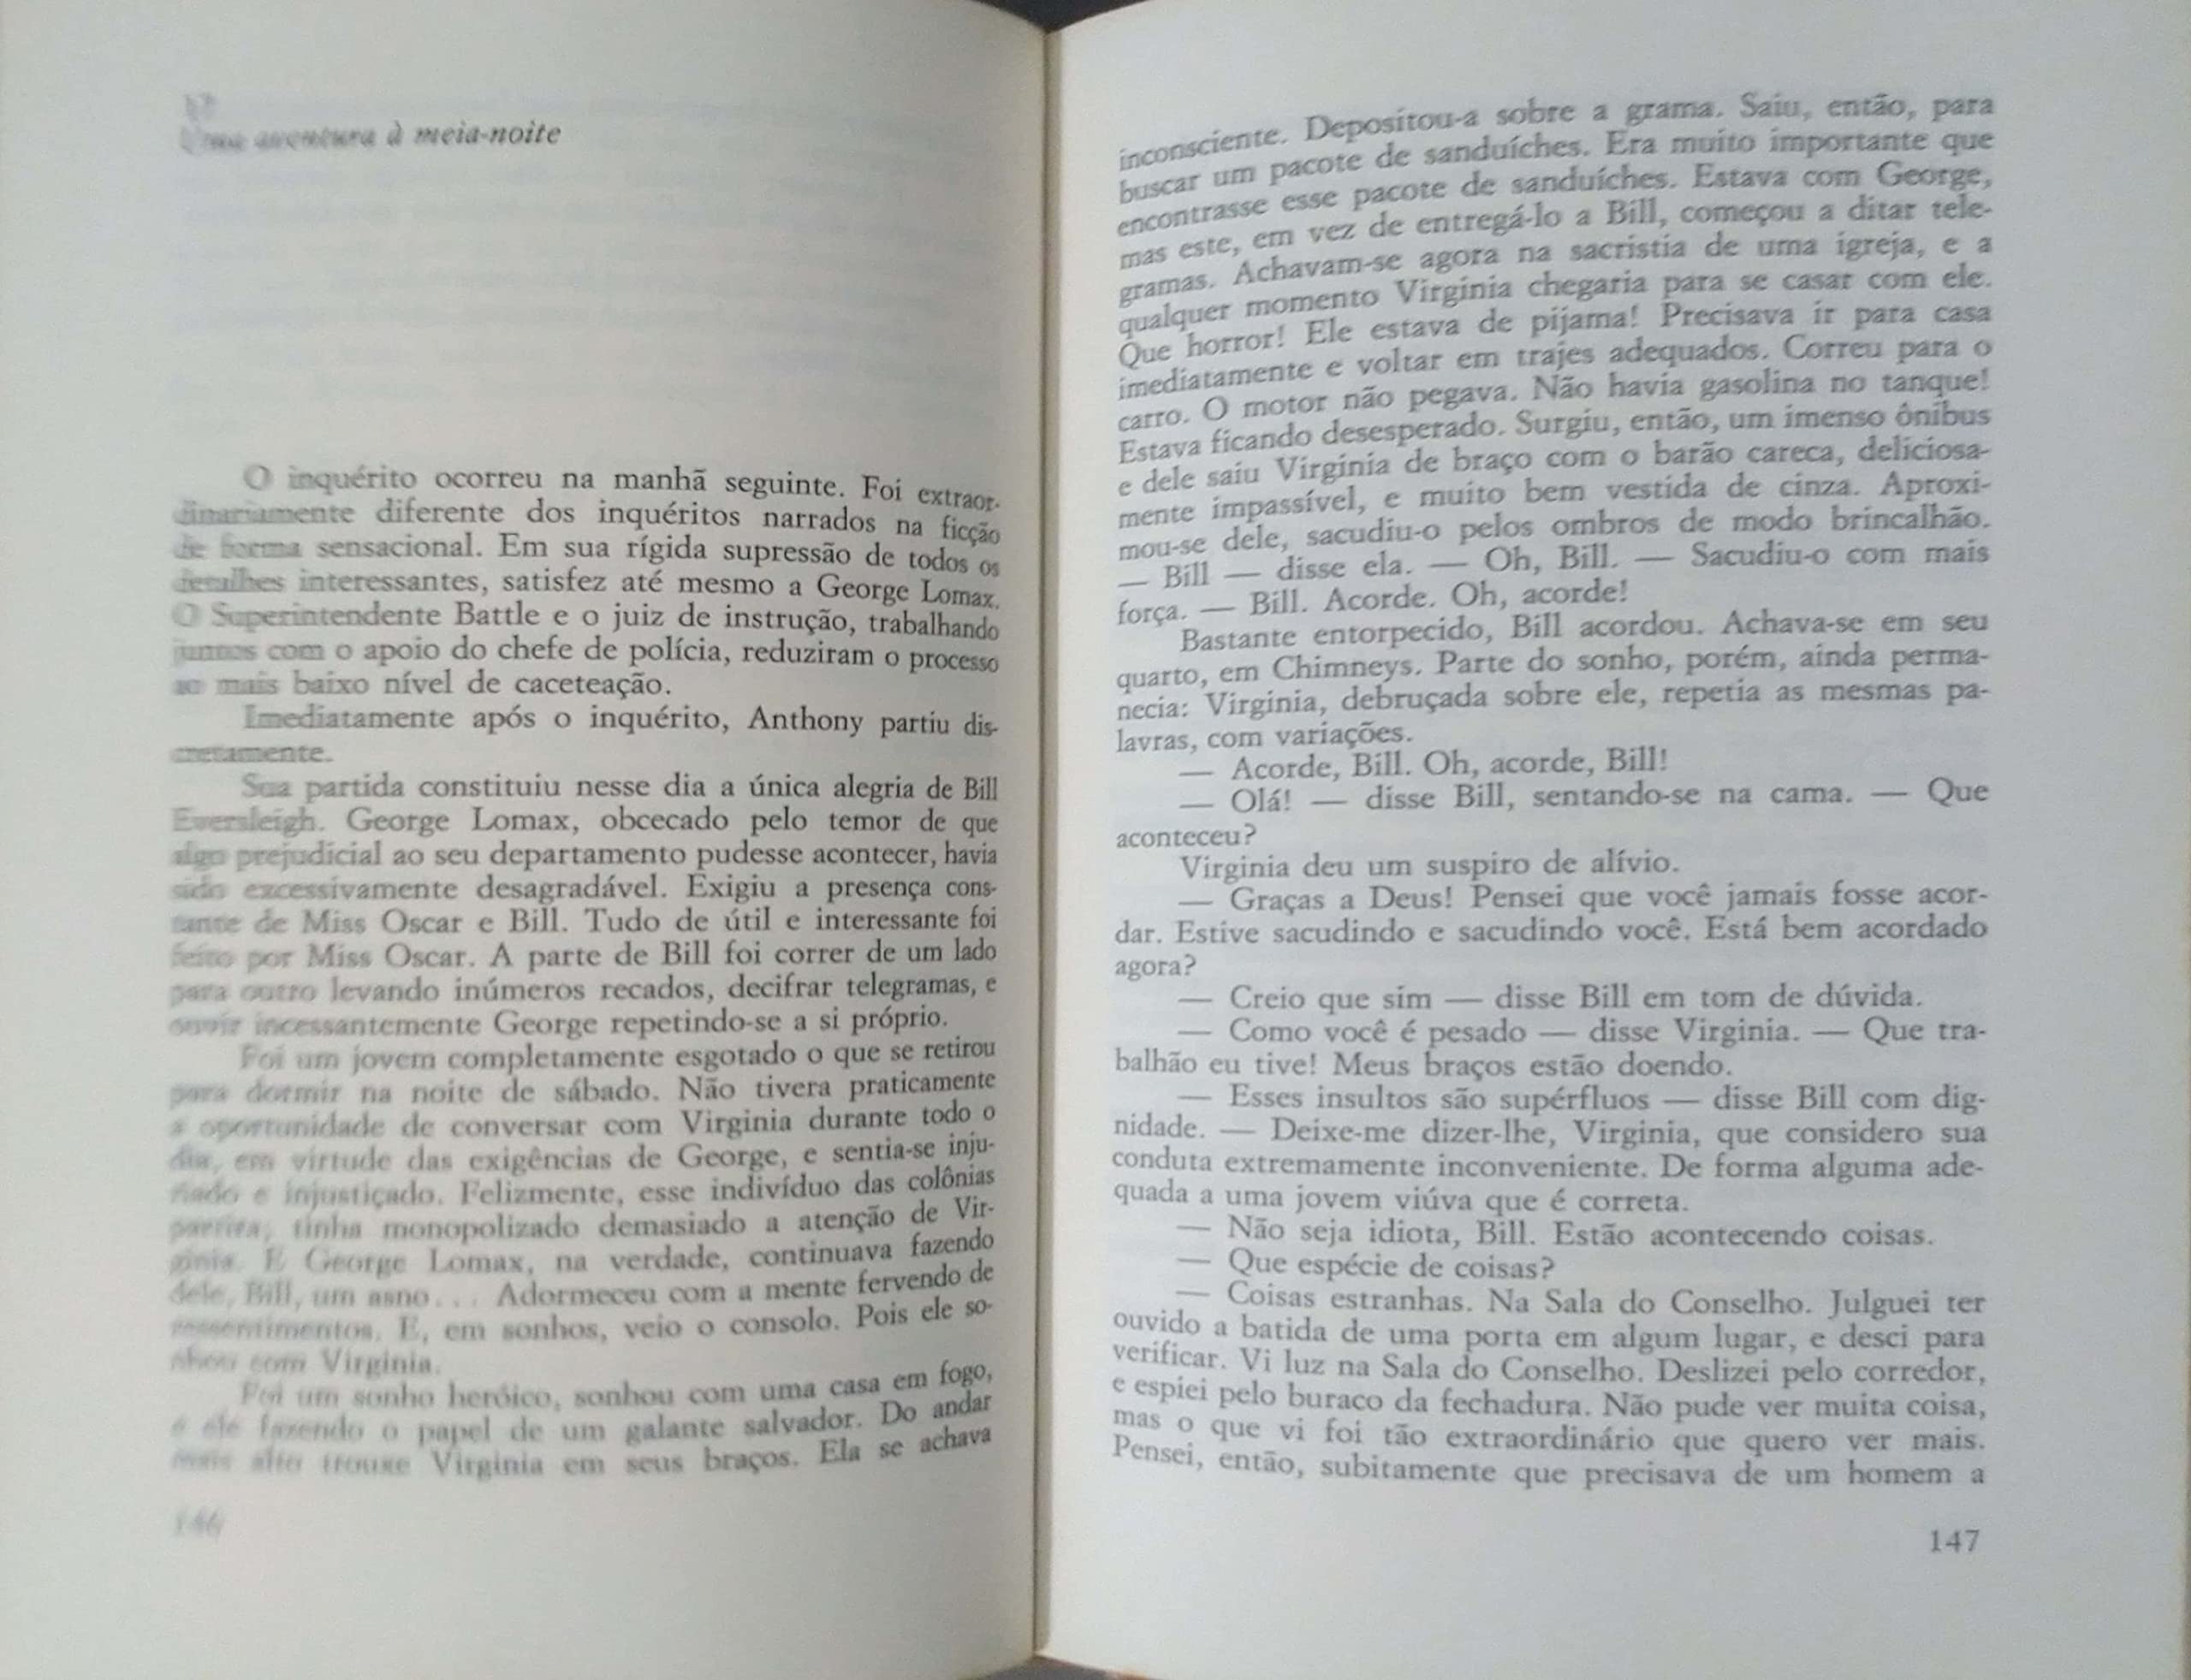 Uma aventura à meia-noite
O inquérito ocorreu na manhã seguinte. Foi extraor-
dinariamente diferente dos inquéritos narrados na ficção
de forma sensacional. Em sua rígida supressão de todos os
detalhes interessantes, satisfez até mesmo a George Lomax.
O Superintendente Battle e o juiz de instrução, trabalhando
juntos com o apoio do chefe de polícia, reduziram o processo
ao mais baixo nível de caceteação.
Imediatamente após o inquérito, Anthony partiu dis-
cretamente.
Sua partida constituiu nesse dia a única alegria de Bill
Eversleigh. George Lomax, obcecado pelo temor de que
algo prejudicial ao seu departamento pudesse acontecer, havia
sido excessivamente desagradável. Exigiu a presença cons-
tante de Miss Oscar e Bill. Tudo de útil e interessante foi
feito por Miss Oscar. A parte de Bill foi correr de um lado
para outro levando inúmeros recados, decifrar telegramas, e
ouvir incessantemente George repetindo-se a si próprio.
Foi um jovem completamente esgotado o que se retirou
para dormir na noite de sábado. Não tivera praticamente
a oportunidade de conversar com Virginia durante todo o
dia, em virtude das exigências de George, e sentia-se inju-
riado e injustiçado. Felizmente, esse indivíduo das colônias
partira; tinha monopolizado demasiado a atenção de Vir-
ginia. E George Lomax, na verdade, continuava fazendo
dele, Bill, um asno... Adormeceu com a mente fervendo de
ressentimentos. E, em sonhos, veio o consolo. Pois ele so-
nhou com Virginia.
Foi um sonho heróico, sonhou com uma casa em fogo,
e ele fazendo o papel de um galante salvador. Do andar
mais alto trouxe Virginia em seus braços. Ela se achava
146
inconsciente. Depositou-a sobre a grama. Saiu, então, para
buscar um pacote de sanduíches. Era muito importante que
encontrasse esse pacote de sanduíches. Estava com George,
mas este, em vez de entregá-lo a Bill, começou a ditar tele-
gramas. Achavam-se agora na sacristia de uma igreja, e a
qualquer momento Virginia chegaria para se casar com ele.
Que horror! Ele estava de pijama! Precisava ir para casa
imediatamente e voltar em trajes adequados. Correu para o
carro. O motor não pegava. Não havia gasolina no tanque!
Estava ficando desesperado. Surgiu, então, um imenso ônibus
e dele saiu Virginia de braço com o barão careca, deliciosa-
mente impassível, e muito bem vestida de cinza. Aproxi-
mou-se dele, sacudiu-o pelos ombros de modo brincalhão.
— Bill — disse ela. — Oh, Bill. — Sacudiu-o com mais
força. — Bill. Acorde. Oh, acorde!
Bastante entorpecido, Bill acordou. Achava-se em seu
quarto, em Chimneys. Parte do sonho, porém, ainda perma-
necia: Virginia, debruçada sobre ele, repetia as mesmas pa-
lavras, com variações.
— Acorde, Bill. Oh, acorde, Bill!
— Olá! — disse Bill, sentando-se na cama. — Que
aconteceu?
Virginia deu um suspiro de alívio.
— Graças a Deus! Pensei que você jamais fosse acor-
dar. Estive sacudindo e sacudindo você. Está bem acordado
agora?
— Creio que sim — disse Bill em tom de dúvida.
— Como você é pesado — disse Virginia. — Que tra-
balhão eu tive! Meus braços estão doendo.
— Esses insultos são supérfluos — disse Bill com dig-
nidade. — Deixe-me dizer-lhe, Virginia, que considero sua
conduta extremamente inconveniente. De forma alguma ade-
quada a uma jovem viúva que é correta.
— Não seja idiota, Bill. Estão acontecendo coisas.
— Que espécie de coisas?
— Coisas estranhas. Na Sala do Conselho. Julguei ter
ouvido a batida de uma porta em algum lugar, e desci para
verificar. Vi luz na Sala do Conselho. Deslizei pelo corredor,
e espiei pelo buraco da fechadura. Não pude ver muita coisa,
mas o que vi foi tão extraordinário que quero ver mais.
Pensei, então, subitamente que precisava de um homem a
147